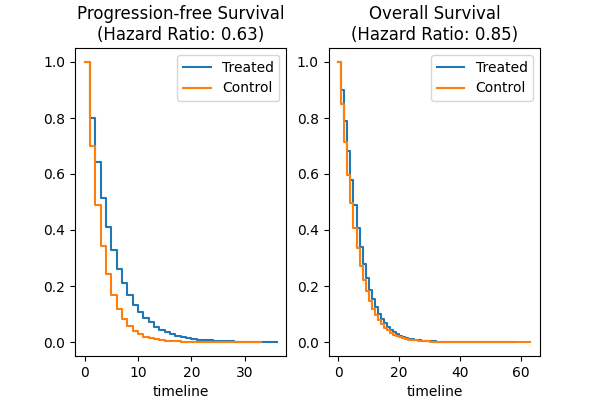 Progression-free Survival
(Hazard Ratio: 0.63)
Overall Survival
(Hazard Ratio: 0.85)
1.0
0.8
0.6
0.4
0.2
0.0
0
10
20
30
timeline
Treated
Control
1.0
0.8
0.6
0.4
0.2
0.0
0
20
40
60
timeline
Treated
Control